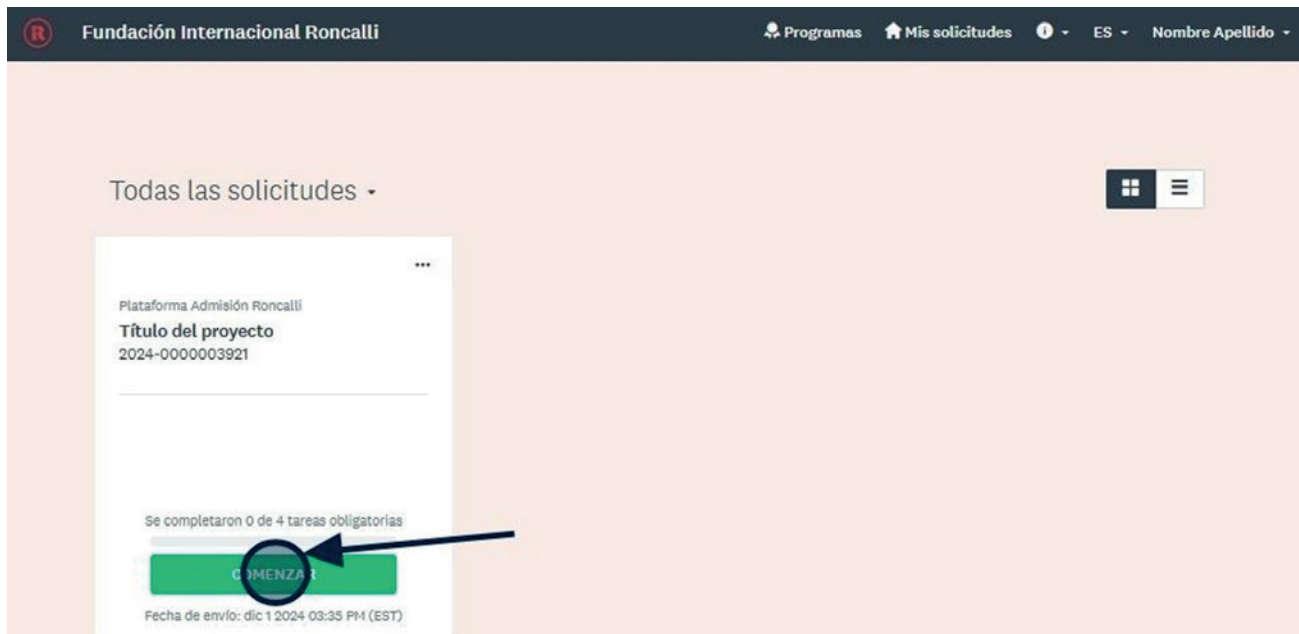 R Fundación Internacional Roncalli Programas Mis solicitudes ES Nombre Apellido
Todas las solicitudes
Plataforma Admisión Roncalli
Título del proyecto
2024-0000003921
Se completaron 0 de 4 tareas obligatorias
COMENZAR
Fecha de envío: dic 1 2024 03:35 PM (EST)